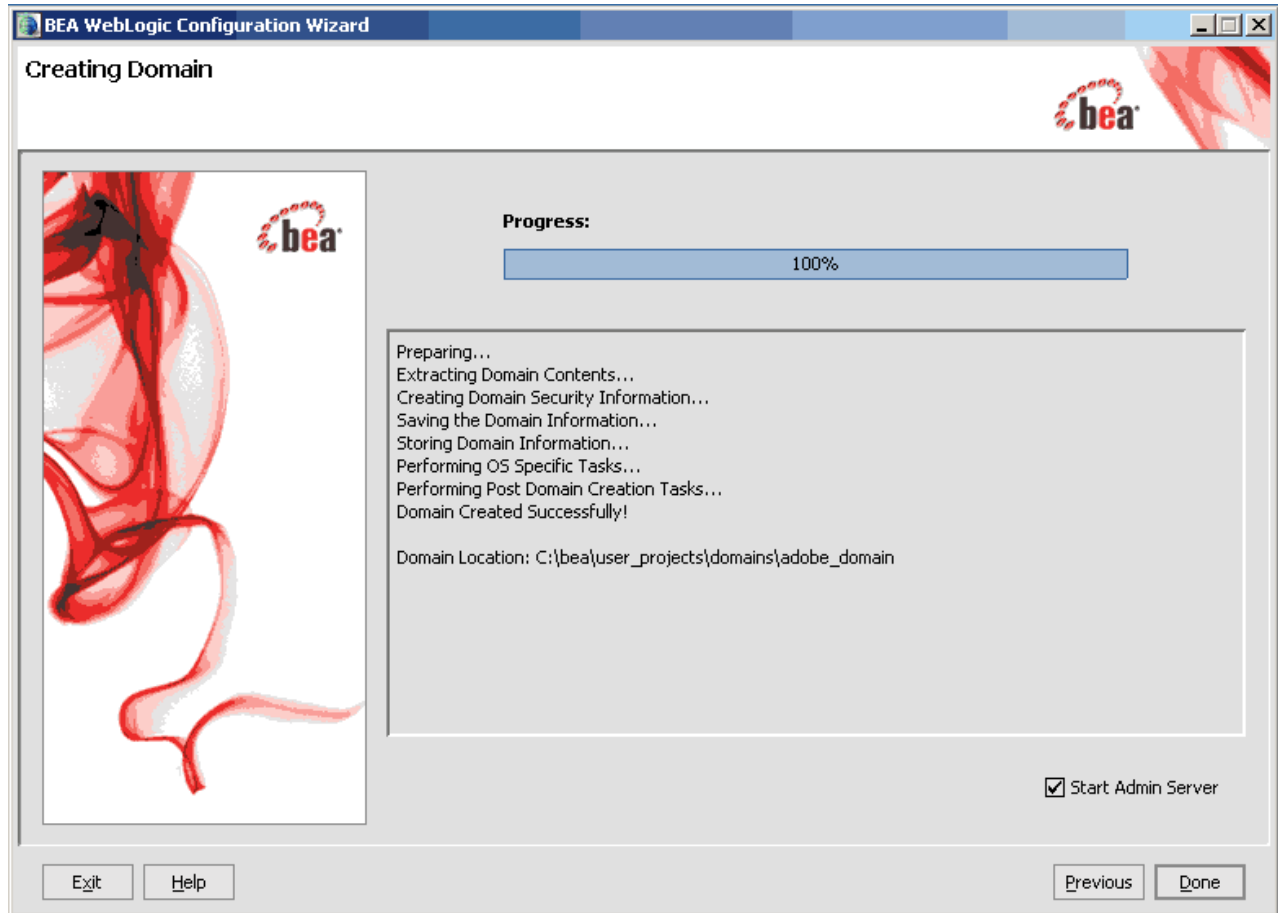 BEA WebLogic Configuration Wizard
Creating Domain
bea
bea
Progress:
100%
Preparing...
Extracting Domain Contents...
Creating Domain Security Information...
Saving the Domain Information...
Storing Domain Information...
Performing OS Specific Tasks...
Performing Post Domain Creation Tasks...
Domain Created Successfully!
Domain Location: C:\bea\user_projects\domains\adobe_domain
Start Admin Server
Exit
Help
Previous
Done